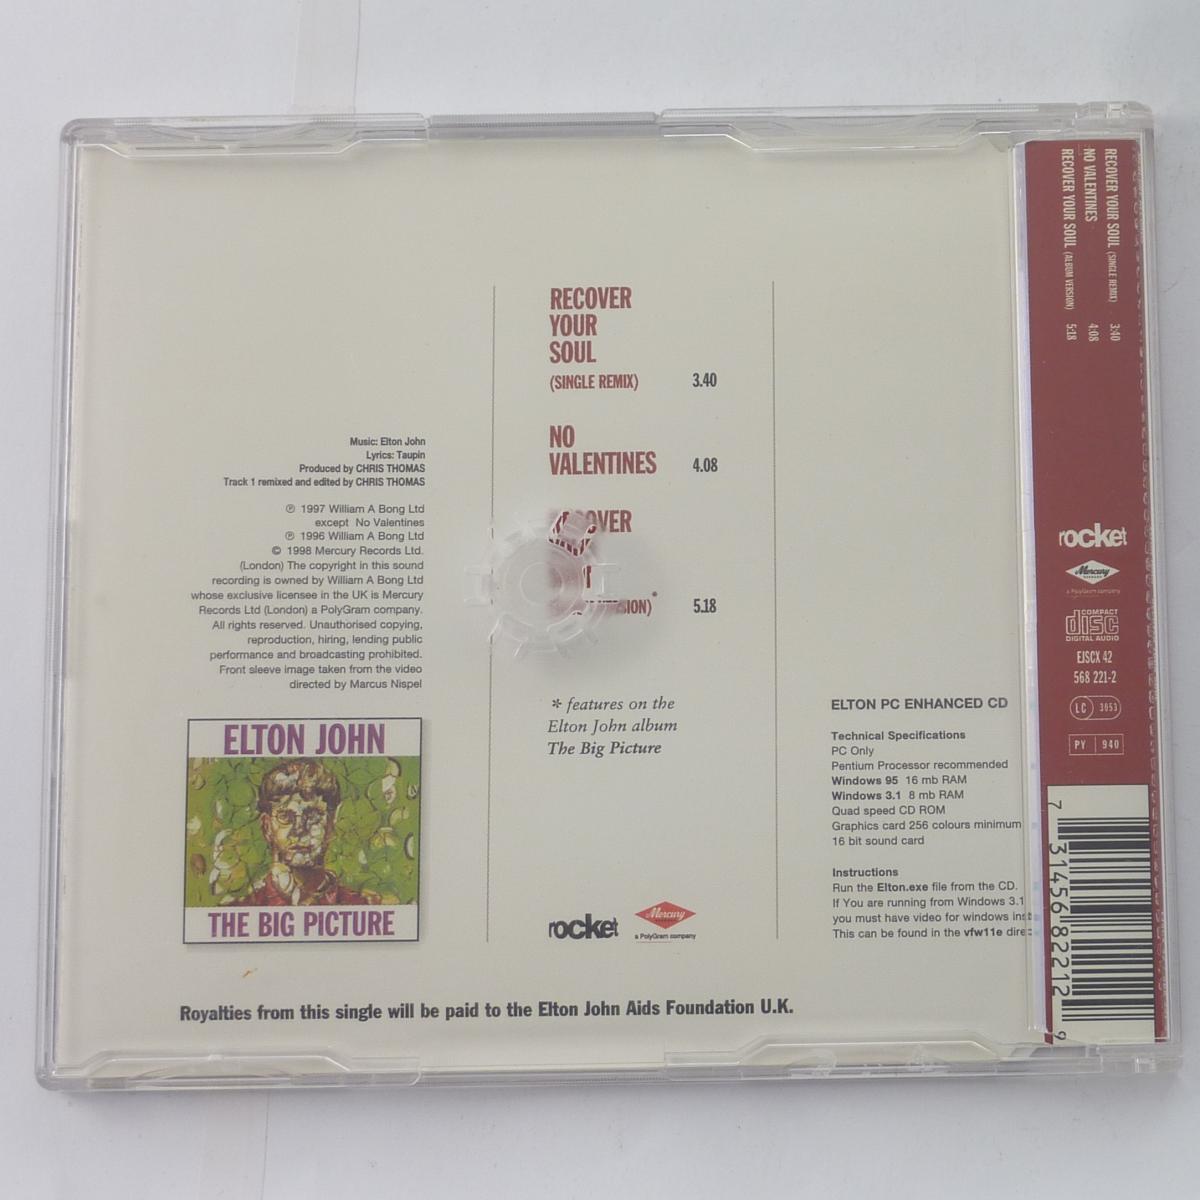 Music: Elton John
Lyrics: Taupin
Produced by CHRIS THOMAS
Track 1 remixed and edited by CHRIS THOMAS
℗ 1997 William A Bong Ltd
except No Valentines
℗ 1996 William A Bong Ltd
© 1998 Mercury Records Ltd.
(London) The copyright in this sound
recording is owned by William A Bong Ltd
whose exclusive licensee in the UK is Mercury
Records Ltd (London) a PolyGram company.
All rights reserved. Unauthorised copying,
reproduction, hiring, lending public
performance and broadcasting prohibited.
Front sleeve image taken from the video
directed by Marcus Nispel
ELTON JOHN
THE BIG PICTURE
RECOVER
YOUR
SOUL
(SINGLE REMIX) 3.40
NO
VALENTINES 4.08
5.18
* features on the
Elton John album
The Big Picture
rocket
Mercury
a PolyGram company
ELTON PC ENHANCED CD
Technical Specifications
PC Only
Pentium Processor recommended
Windows 95 16 mb RAM
Windows 3.1 8 mb RAM
Quad speed CD ROM
Graphics card 256 colours minimum
16 bit sound card
Instructions
Run the Elton.exe file from the CD.
If You are running from Windows 3.1
you must have video for windows
This can be found in the vfw11e
Royalties from this single will be paid to the Elton John Aids Foundation U.K.
RECOVER YOUR SOUL (SINGLE REMIX) 3:40
NO VALENTINES 4:08
RECOVER YOUR SOUL (ALBUM VERSION) 5:18
rocket
Mercury
RECORDS
a PolyGram company
COMPACT
disc
DIGITAL AUDIO
EJSCX 42
568 221-2
LC 3053
PY 940
7 31456 82212 9